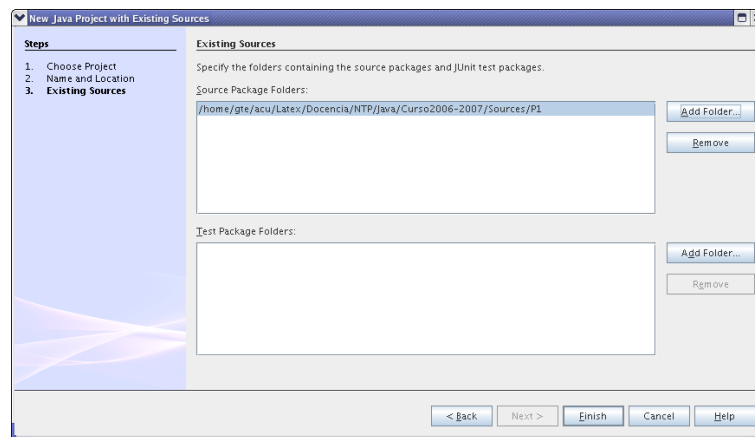 New Java Project with Existing Sources
Steps
1. Choose Project
2. Name and Location
3. Existing Sources
Existing Sources
Specify the folders containing the source packages and JUnit test packages.
Source Package Folders:
/home/gte/acu/Latex/Docencia/NTP/Java/Curso2006-2007/Sources/P1
Add Folder...
Remove
Test Package Folders:
Add Folder...
Remove
< Back Next > Finish Cancel Help